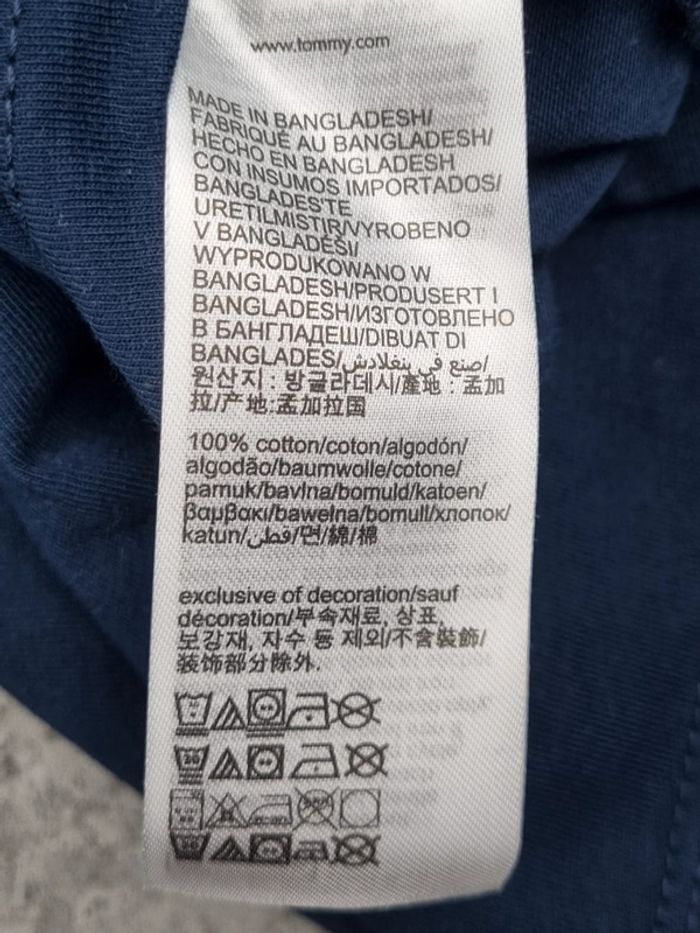 www.tommy.com
MADE IN BANGLADESH/
FABRIQUÉ AU BANGLADESH/
HECHO EN BANGLADESH
CON INSUMOS IMPORTADOS/
BANGLADEŞ'TE
URETILMISTIR/VYROBENO
V BANGLADÉŠI/
WYPRODUKOWANO W
BANGLADESH/PRODUSERT I
BANGLADESH/ИЗГОТОВЛЕНО
В БАНГЛАДЕШ/DIBUAT DI
BANGLADES/صنع في بنغلادش/
원산지 : 방글라데시/產地 : 孟加
拉/产地:孟加拉国
100% cotton/coton/algodón/
algodão/baumwolle/cotone/
pamuk/bavlna/bomuld/katoen/
βαμβακι/bawełna/bomull/хлопок/
katun/قطن/면/綿/棉
exclusive of decoration/sauf
décoration/부속재료, 상표,
보강재, 자수 등 제외/不含裝飾/
装饰部分除外.